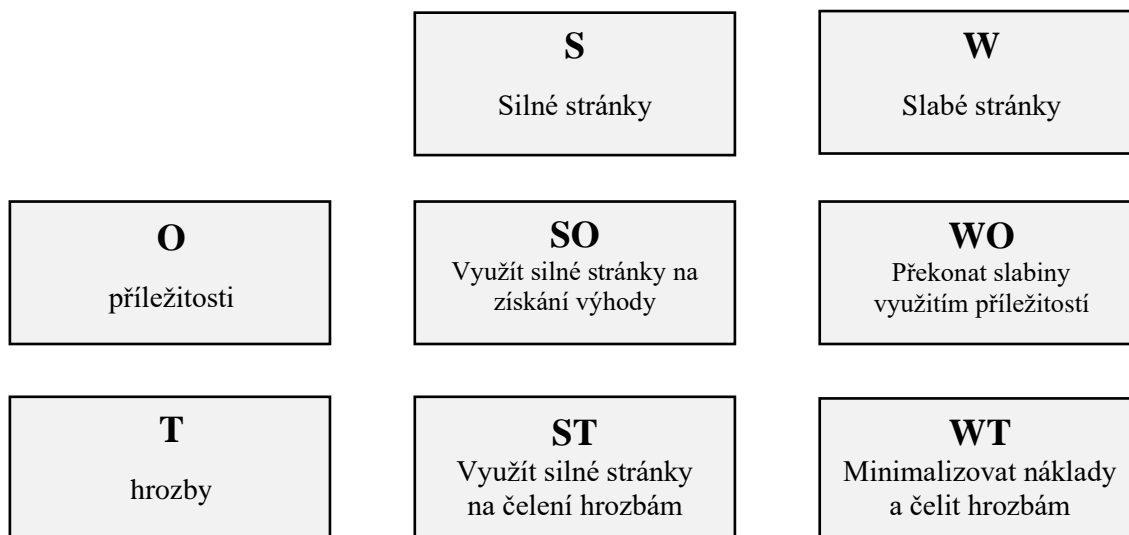 S
Silné stránky
W
Slabé stránky
O
příležitosti
SO
Využít silné stránky na
získání výhody
WO
Překonat slabiny
využitím příležitostí
T
hrozby
ST
Využít silné stránky
na čelení hrozbám
WT
Minimalizovat náklady
a čelit hrozbám